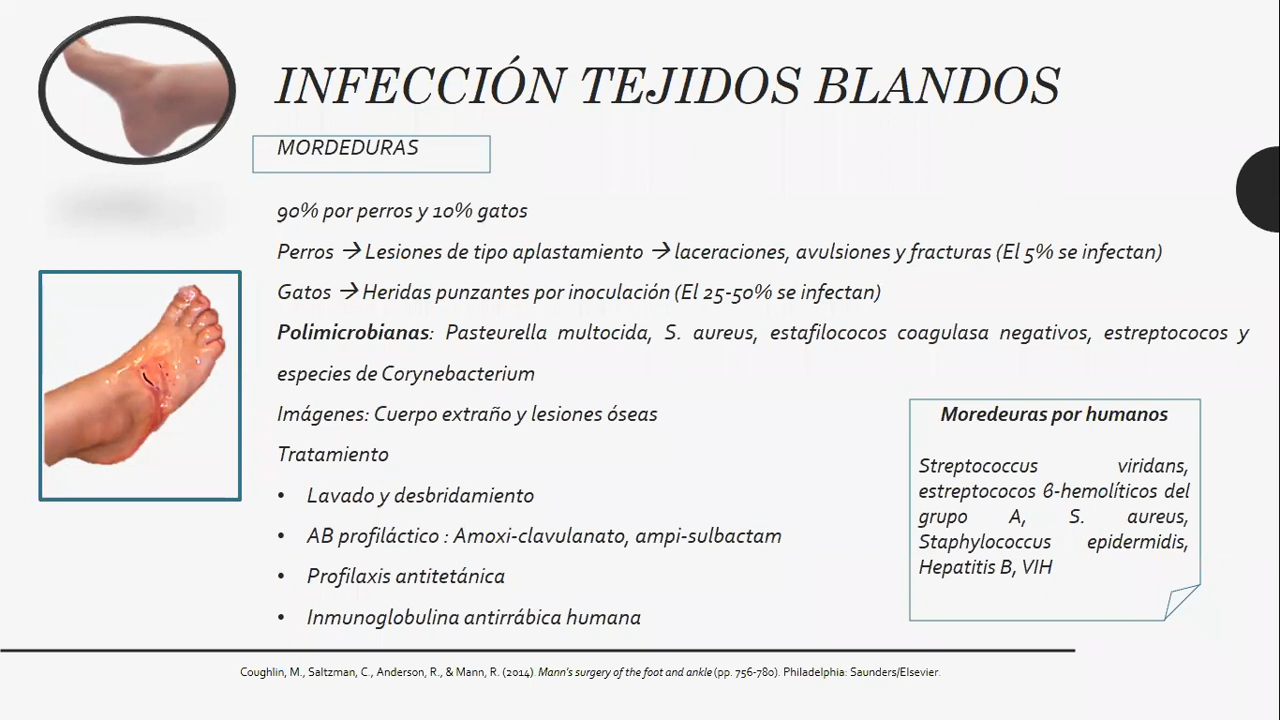 INFECCIÓN TEJIDOS BLANDOS
MORDEDURAS
90% por perros y 10% gatos
Perros → Lesiones de tipo aplastamiento → laceraciones, avulsiones y fracturas (El 5% se infectan)
Gatos → Heridas punzantes por inoculación (El 25-50% se infectan)
Polimicrobianas: Pasteurella multocida, S. aureus, estafilococos coagulasa negativos, estreptococos y
especies de Corynebacterium
Imágenes: Cuerpo extraño y lesiones óseas
Tratamiento
• Lavado y desbridamiento
• AB profiláctico : Amoxi-clavulanato, ampi-sulbactam
• Profilaxis antitetánica
• Inmunoglobulina antirrábica humana
Moredeuras por humanos
Streptococcus viridans,
estreptococos β-hemolíticos del
grupo A, S. aureus,
Staphylococcus epidermidis,
Hepatitis B, VIH
Coughlin, M., Saltzman, C., Anderson, R., & Mann, R. (2014). Mann's surgery of the foot and ankle (pp. 756-780). Philadelphia: Saunders/Elsevier.